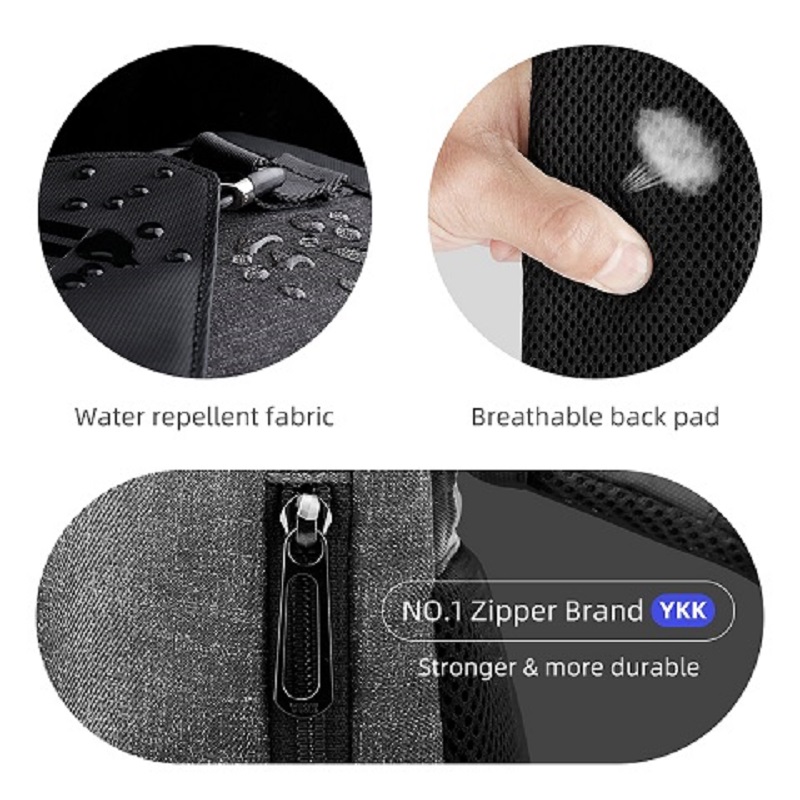 Water repellent fabric
Breathable back pad
NO.1 Zipper Brand YKK
Stronger & more durable